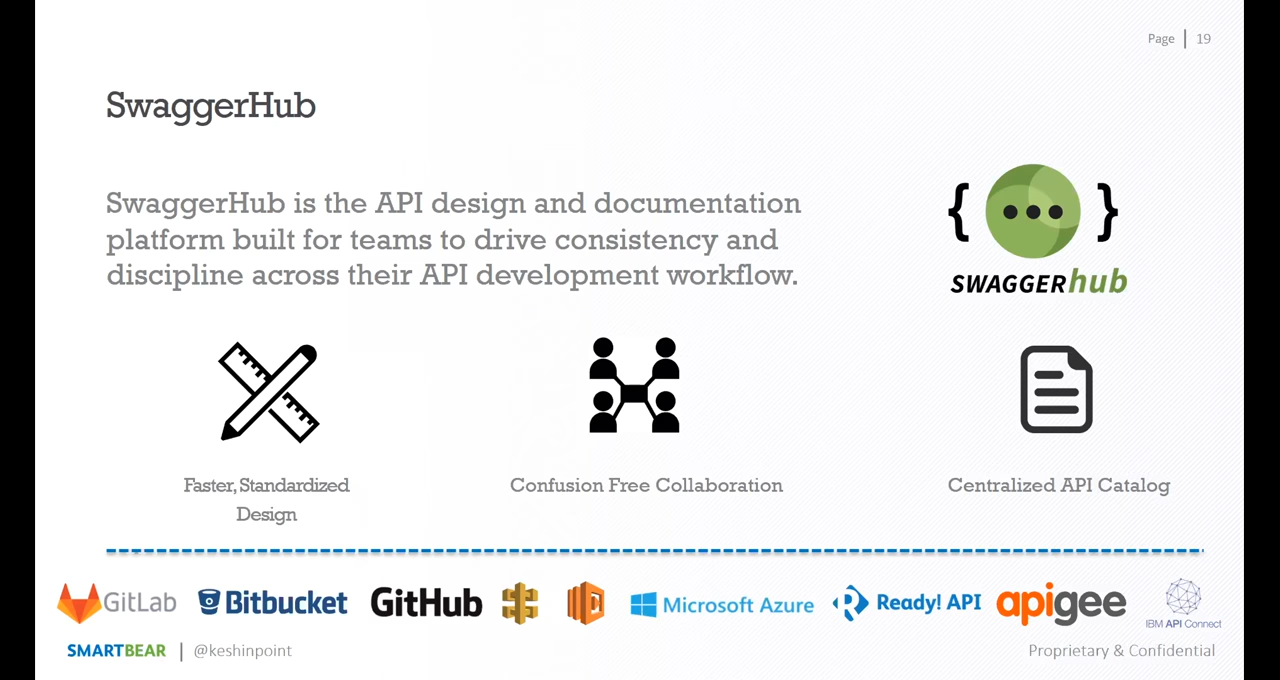 Page | 19
SwaggerHub
SwaggerHub is the API design and documentation
platform built for teams to drive consistency and
discipline across their API development workflow.
{ ... }
SWAGGERhub
Faster, Standardized
Design
Confusion Free Collaboration
Centralized API Catalog
GitLab
Bitbucket
GitHub
Microsoft Azure
Ready! API
apigee
IBM API Connect
SMARTBEAR | @keshinpoint
Proprietary & Confidential